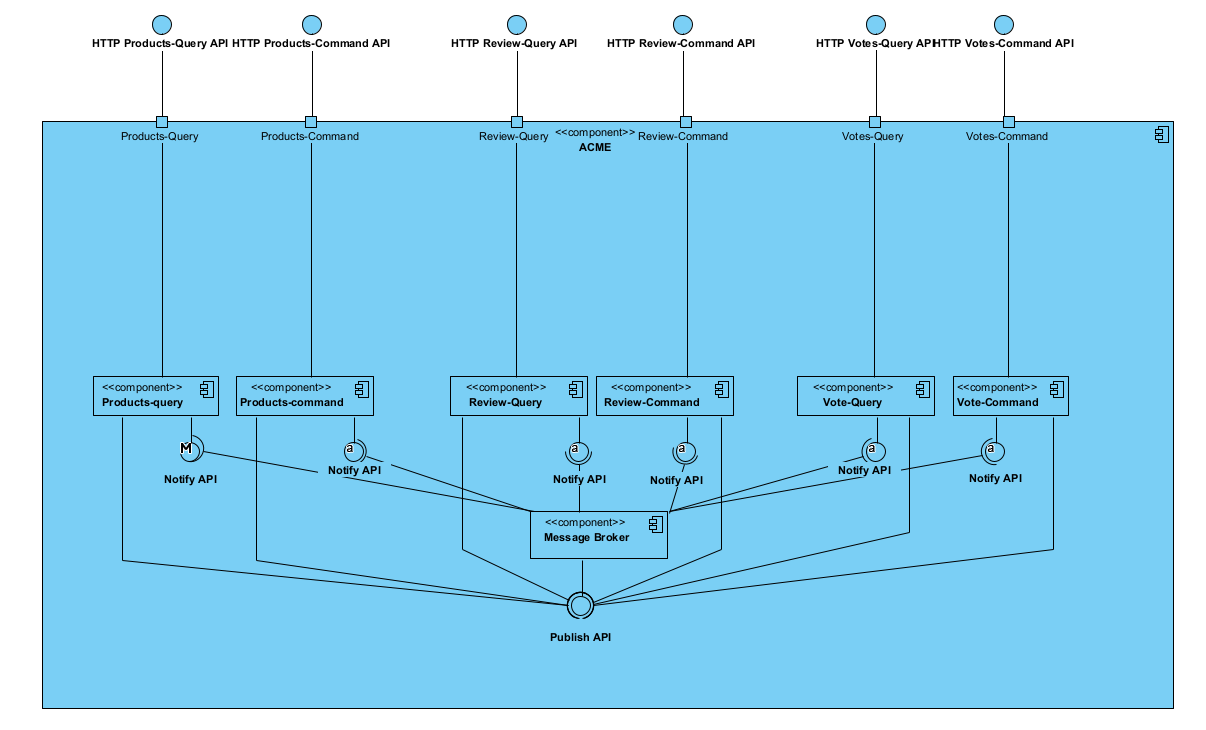 HTTP Products-Query API
HTTP Products-Command API
HTTP Review-Query API
HTTP Review-Command API
HTTP Votes-Query API
HTTP Votes-Command API
Products-Query
Products-Command
Review-Query
<<component>>
ACME
Review-Command
Votes-Query
Votes-Command
<<component>>
Products-query
<<component>>
Products-command
<<component>>
Review-Query
<<component>>
Review-Command
<<component>>
Vote-Query
<<component>>
Vote-Command
M
a
a
a
a
a
Notify API
Notify API
Notify API
Notify API
Notify API
Notify API
<<component>>
Message Broker
Publish API